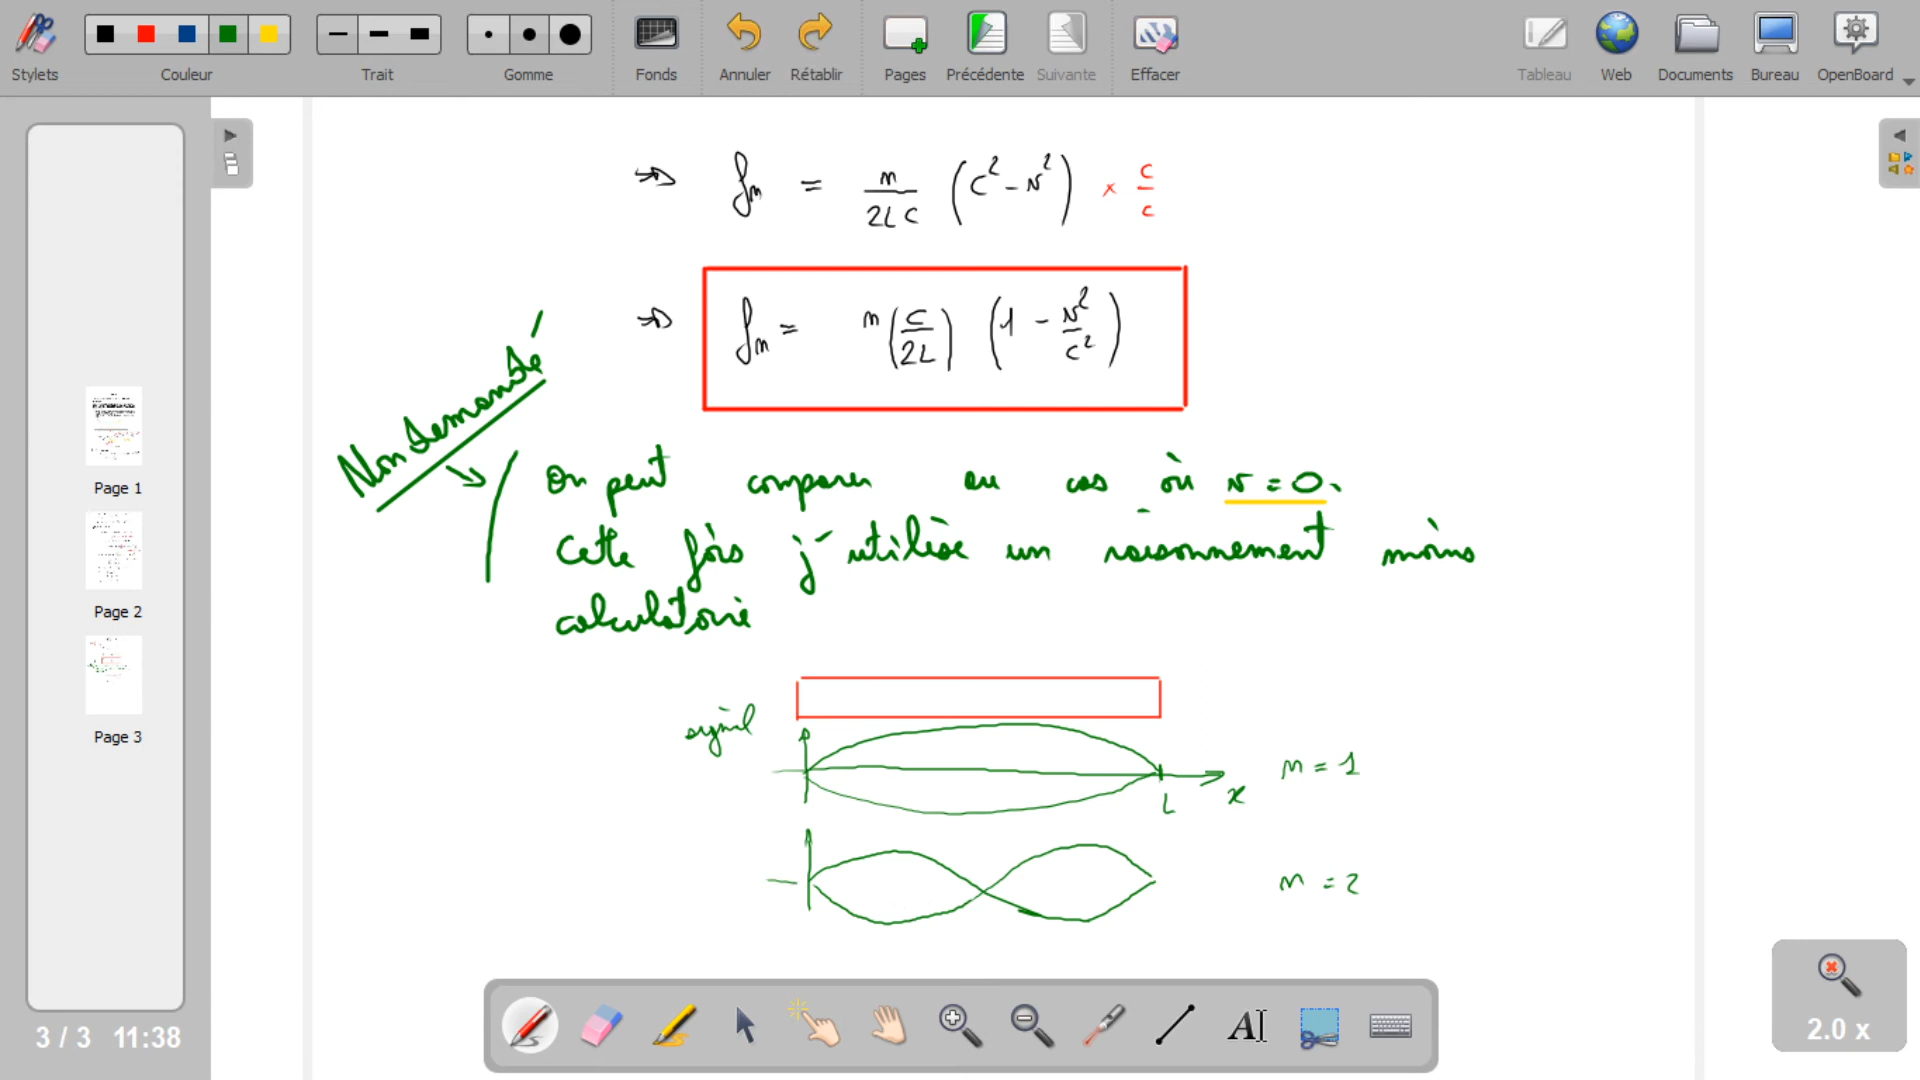 Stylets Couleur Trait Gomme Fonds Annuler Rétablir Pages Précédente Suivante Effacer Tableau Web Documents Bureau OpenBoard
Page 1
Page 2
Page 3
3 / 3 11:38
⇒ fn = n/2LC (c² - v²) × c/c
⇒ fn = n (C/2L) (1 - v²/c²)
Non demandé
On peut comparer au cas où v = 0.
Cette fois j'utilise un raisonnement moins
calculatoire
signal
L x
n = 1
n = 2
AI
2.0 x